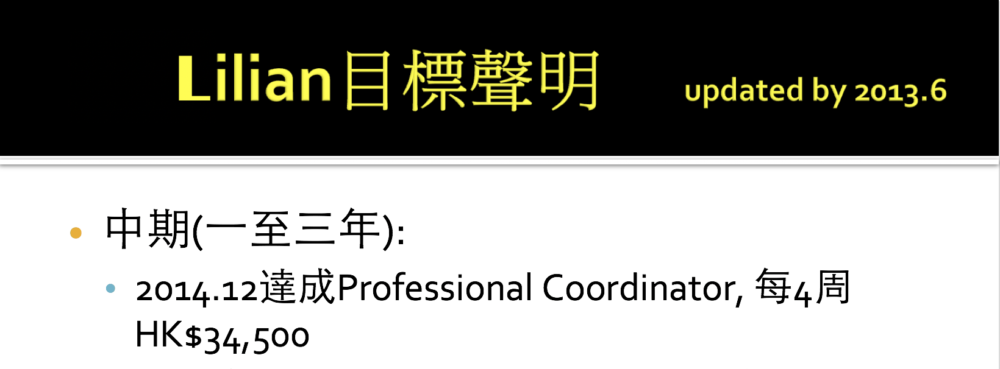 Lilian目標聲明 updated by 2013.6
中期(一至三年):
2014.12達成Professional Coordinator, 每4周
HK$34,500